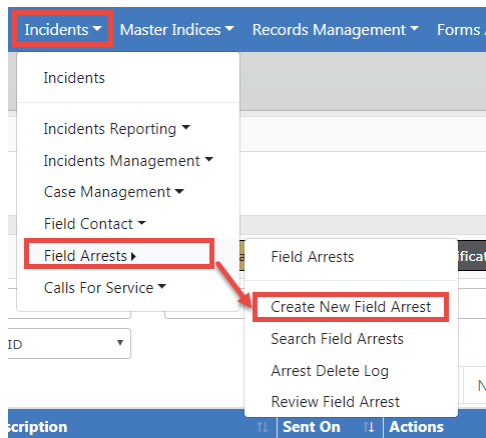 Incidents Master Indices Records Management Forms
Incidents
Incidents Reporting
Incidents Management
Case Management
Field Contact
Field Arrests
Calls For Service
Field Arrests
Create New Field Arrest
Search Field Arrests
Arrest Delete Log
Review Field Arrest
ificat
ID
N
scription Sent On Actions